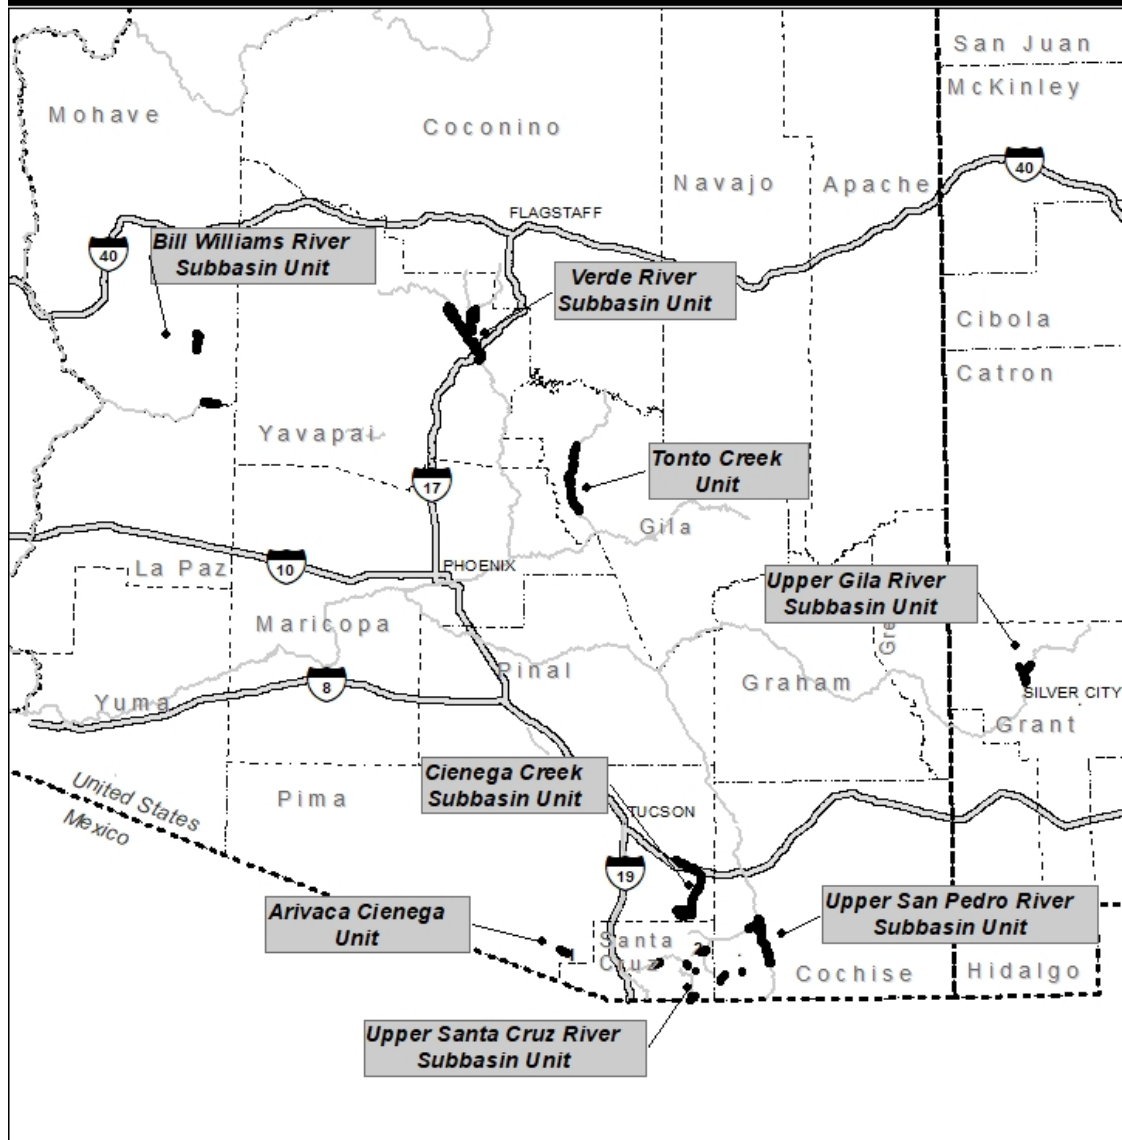 San Juan
McKinley
Mohave
Coconino
Navajo
Apache
40
FLAGSTAFF
40
Bill Williams River
Subbasin Unit
Verde River
Subbasin Unit
Cibola
Catron
Yavapai
Tonto Creek
Unit
17
Gila
La Paz
10
PHOENIX
Upper Gila River
Subbasin Unit
Maricopa
Gre
Pinal
Graham
8
Yuma
SILVER CITY
Grant
Cienega Creek
Subbasin Unit
United States
Mexico
Pima
TUCSON
19
Arivaca Cienega
Unit
Upper San Pedro River
Subbasin Unit
1
Santa
Cruz
2
Cochise
Hidalgo
Upper Santa Cruz River
Subbasin Unit